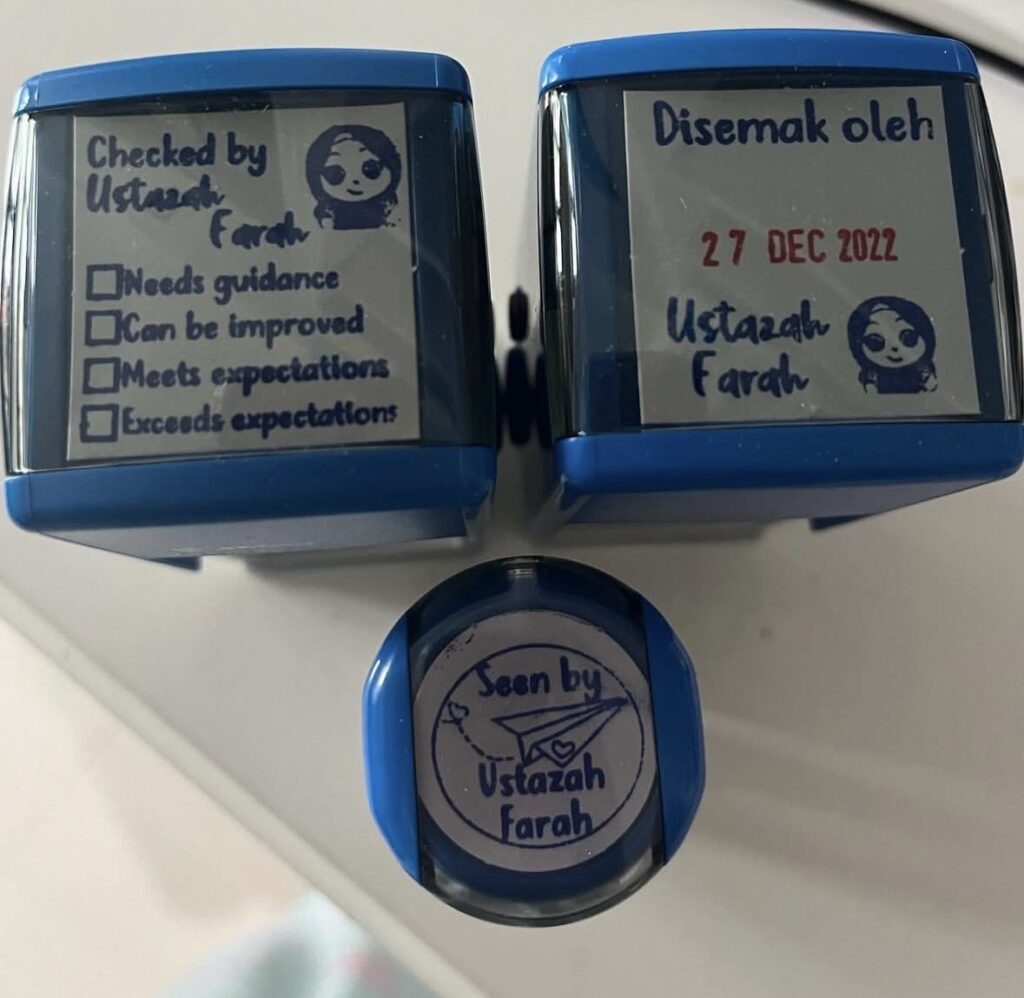 Checked by
Ustazah
Farah
Needs guidance
Can be improved
Meets expectations
Exceeds expectations
Disemak oleh
27 DEC 2022
Ustazah
Farah
Seen by
Ustazah
Farah